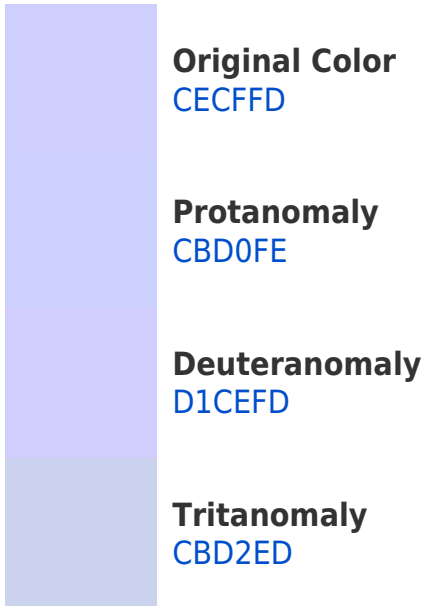 Original Color
CECFFD
Protanomaly
CBD0FE
Deuteranomaly
D1CEFD
Tritanomaly
CBD2ED